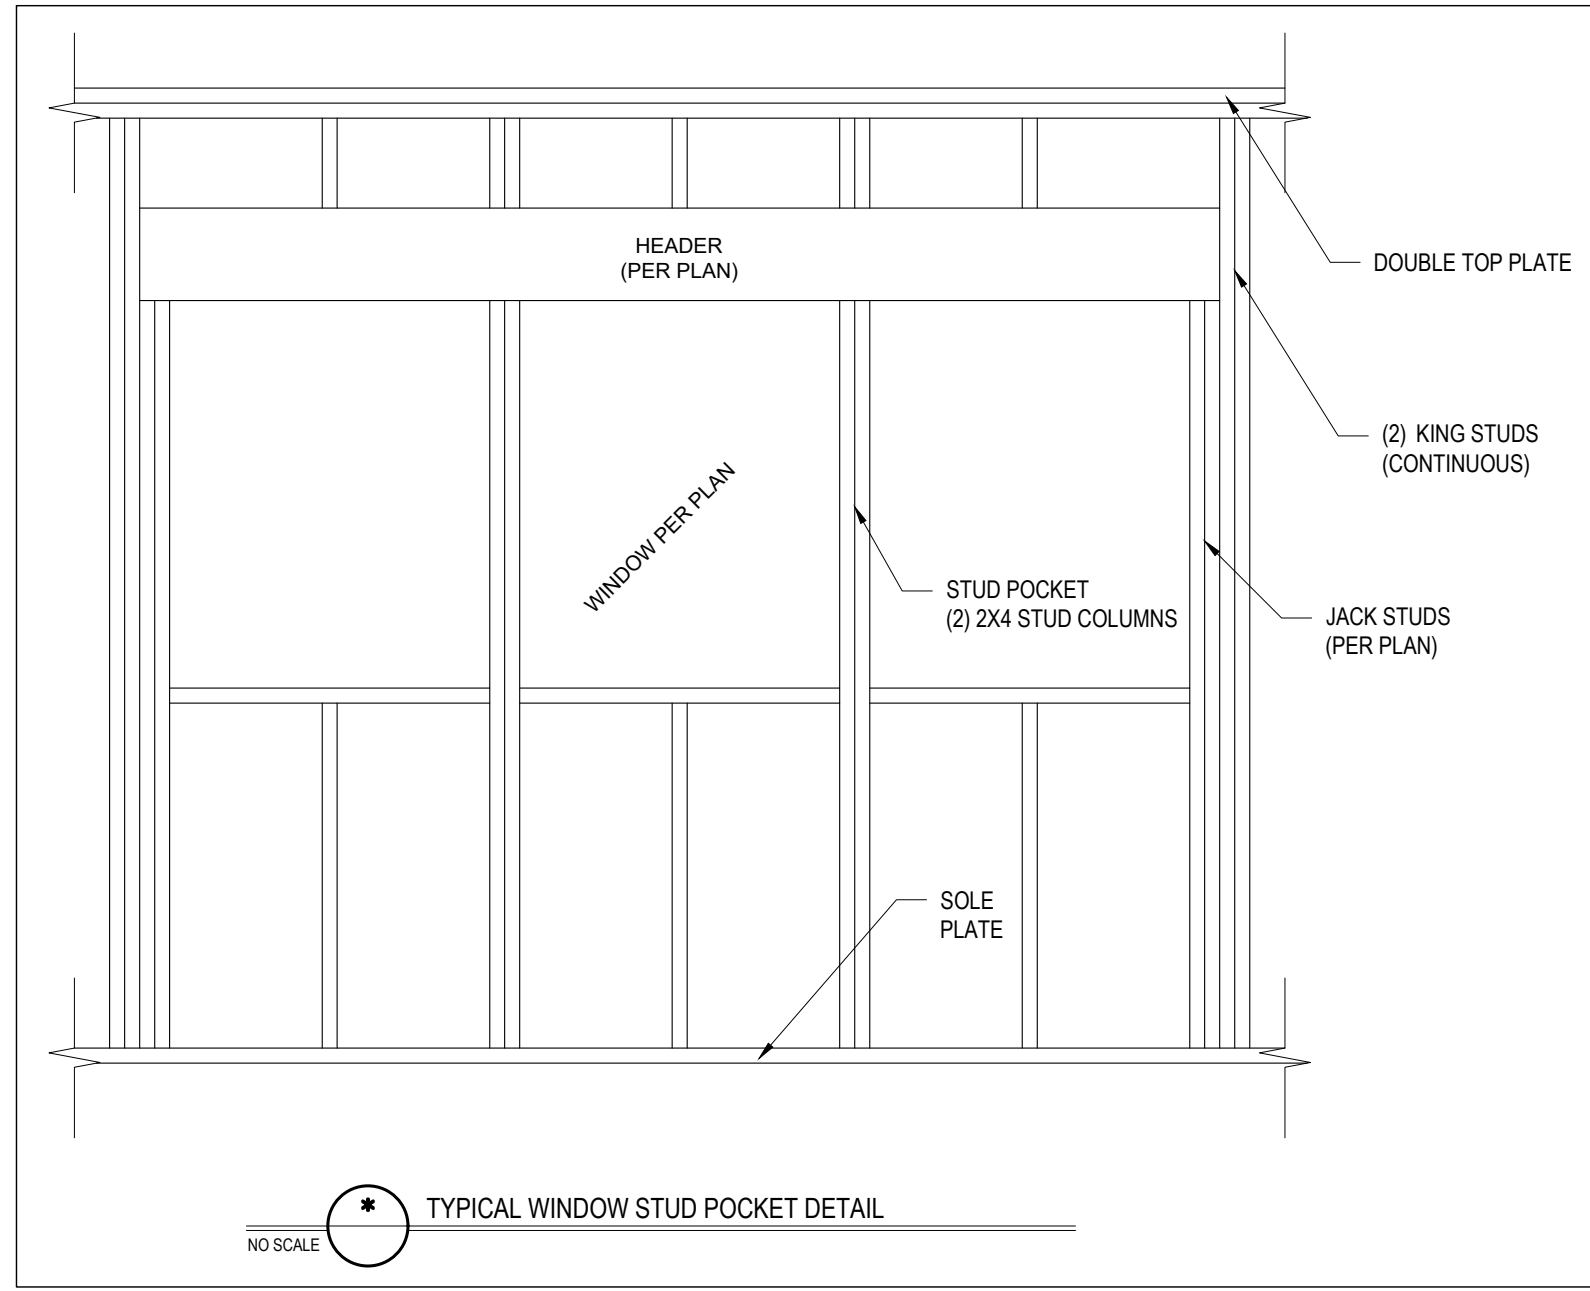 HEADER
(PER PLAN)
DOUBLE TOP PLATE
(2) KING STUDS
(CONTINUOUS)
WINDOW PER PLAN
STUD POCKET
(2) 2X4 STUD COLUMNS
JACK STUDS
(PER PLAN)
SOLE
PLATE
*
TYPICAL WINDOW STUD POCKET DETAIL
NO SCALE